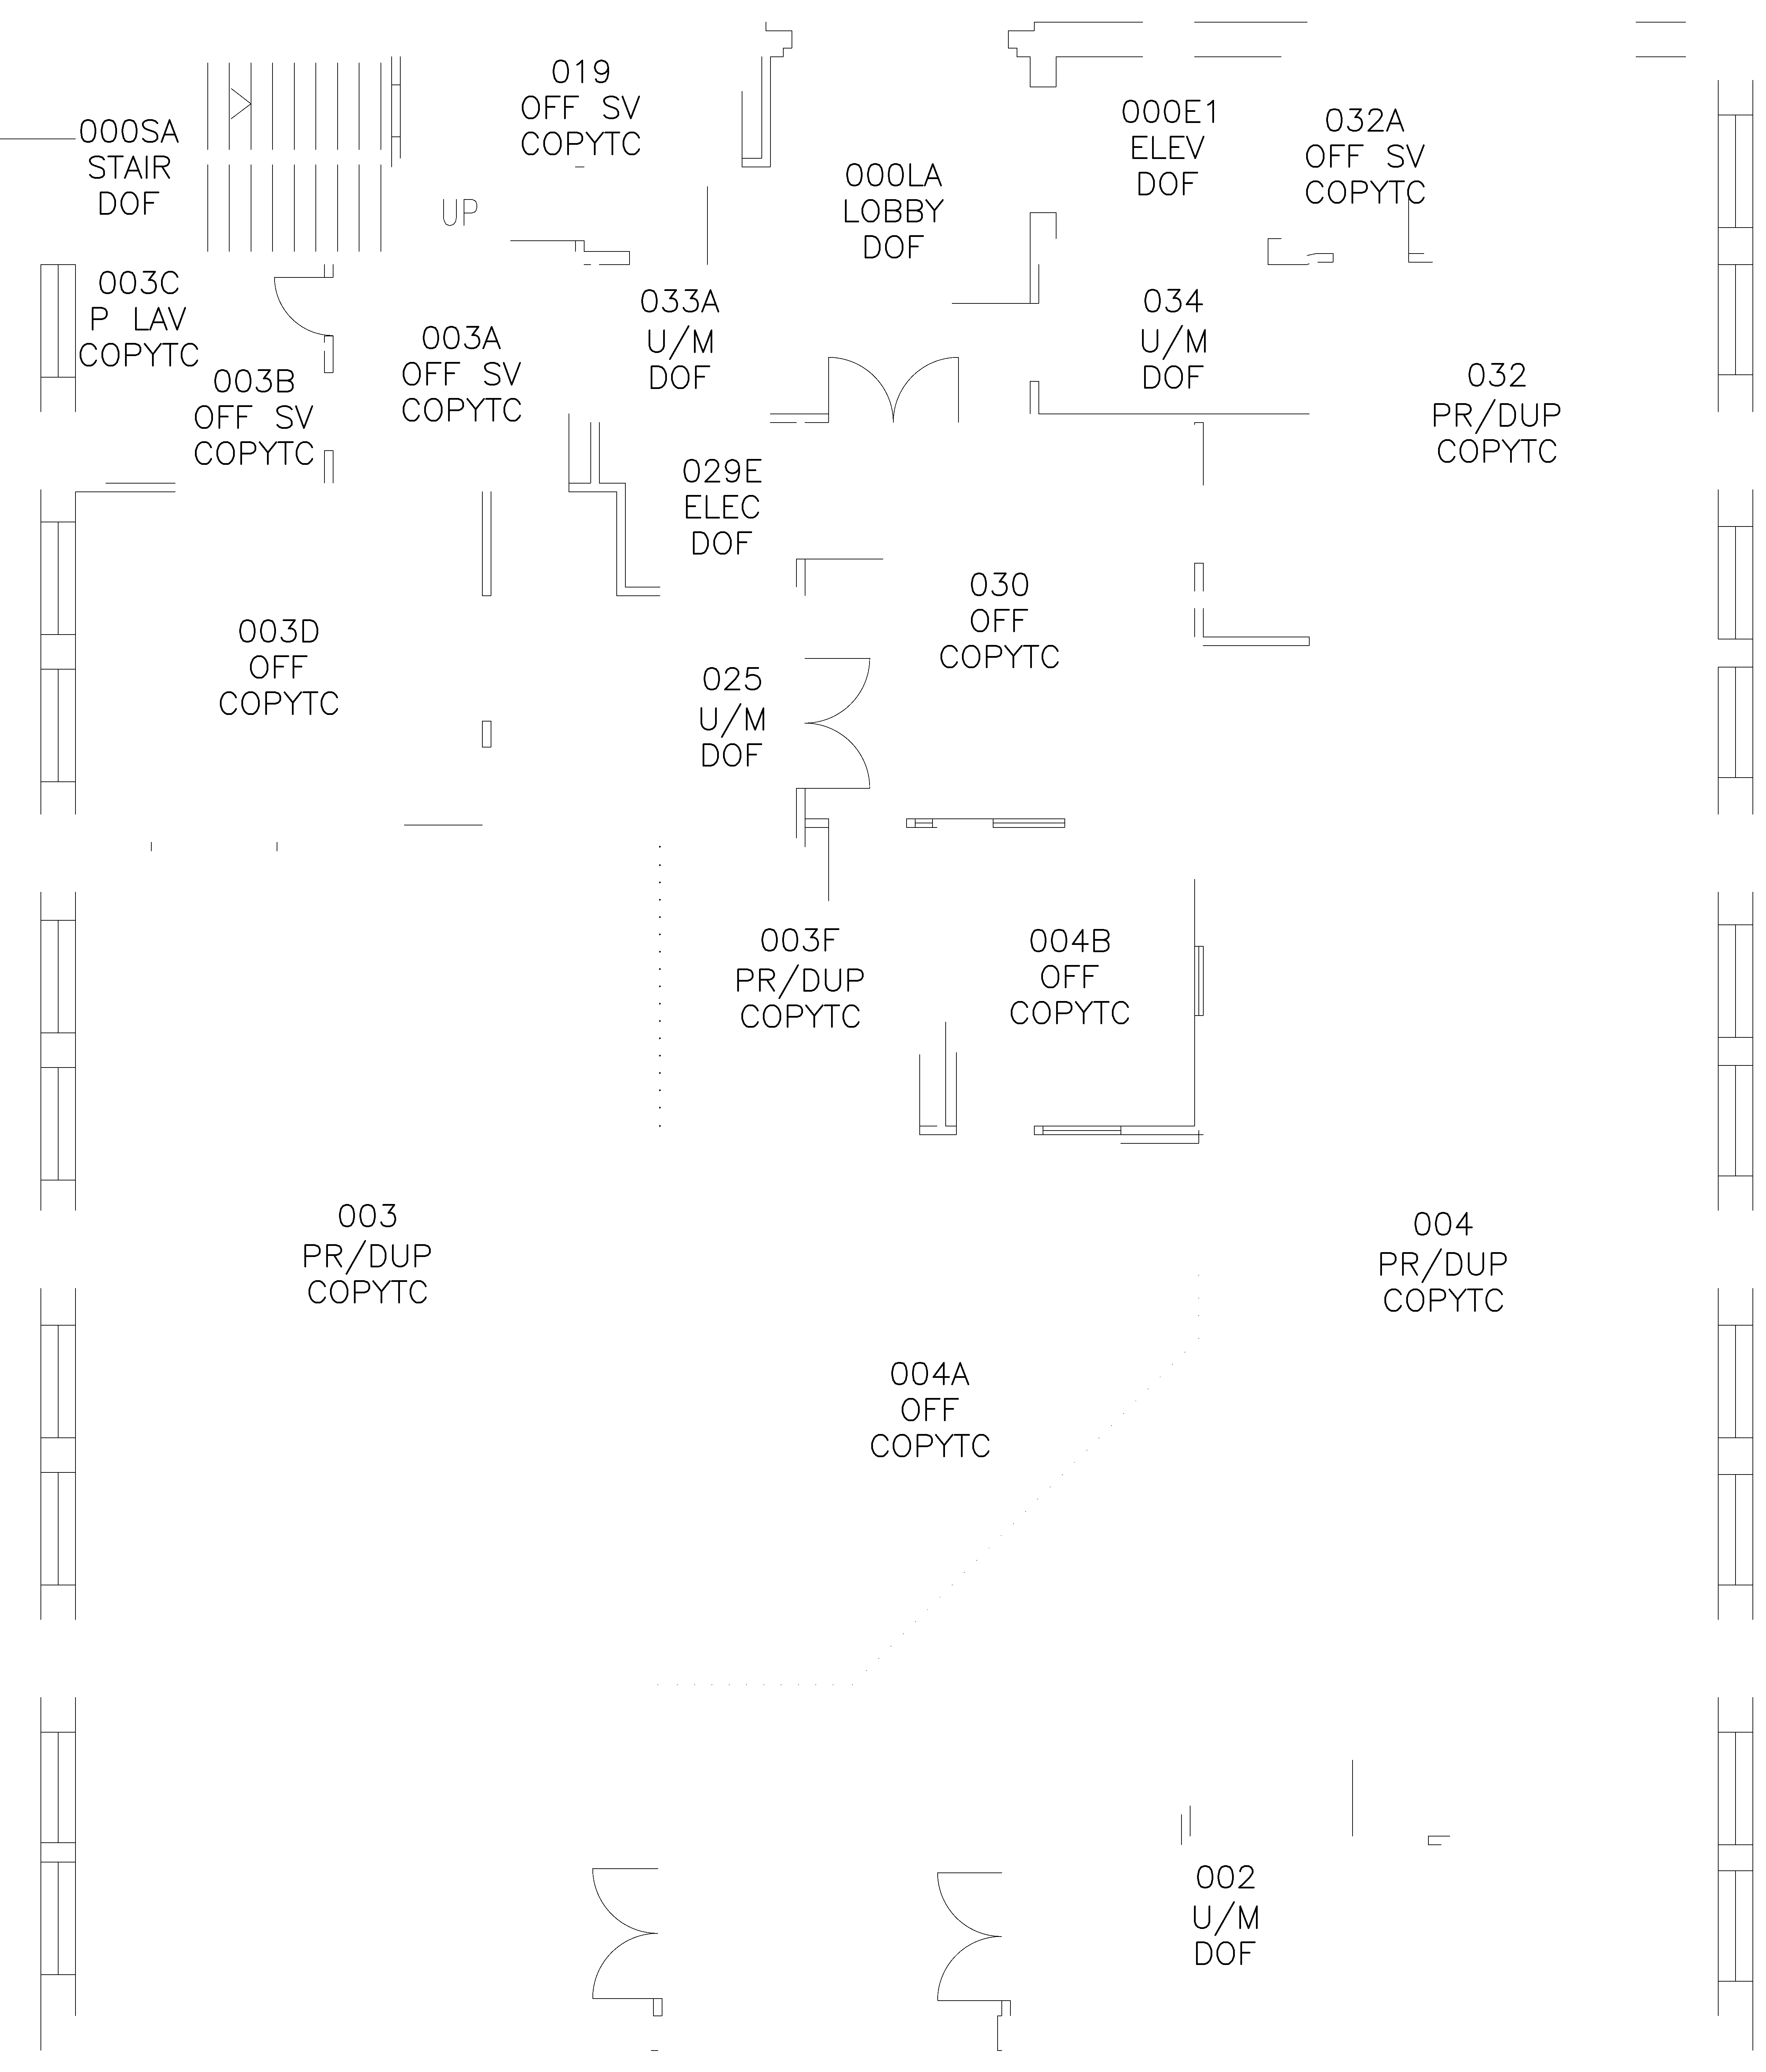 019
OFF SV
COPYTC
000E1
ELEV
DOF
032A
OFF SV
COPYTC
000SA
STAIR
DOF
000LA
LOBBY
DOF
UP
003C
P LAV
COPYTC
033A
U/M
DOF
034
U/M
DOF
003A
OFF SV
COPYTC
003B
OFF SV
COPYTC
032
PR/DUP
COPYTC
029E
ELEC
DOF
030
OFF
COPYTC
003D
OFF
COPYTC
025
U/M
DOF
003F
PR/DUP
COPYTC
004B
OFF
COPYTC
003
PR/DUP
COPYTC
004
PR/DUP
COPYTC
004A
OFF
COPYTC
002
U/M
DOF